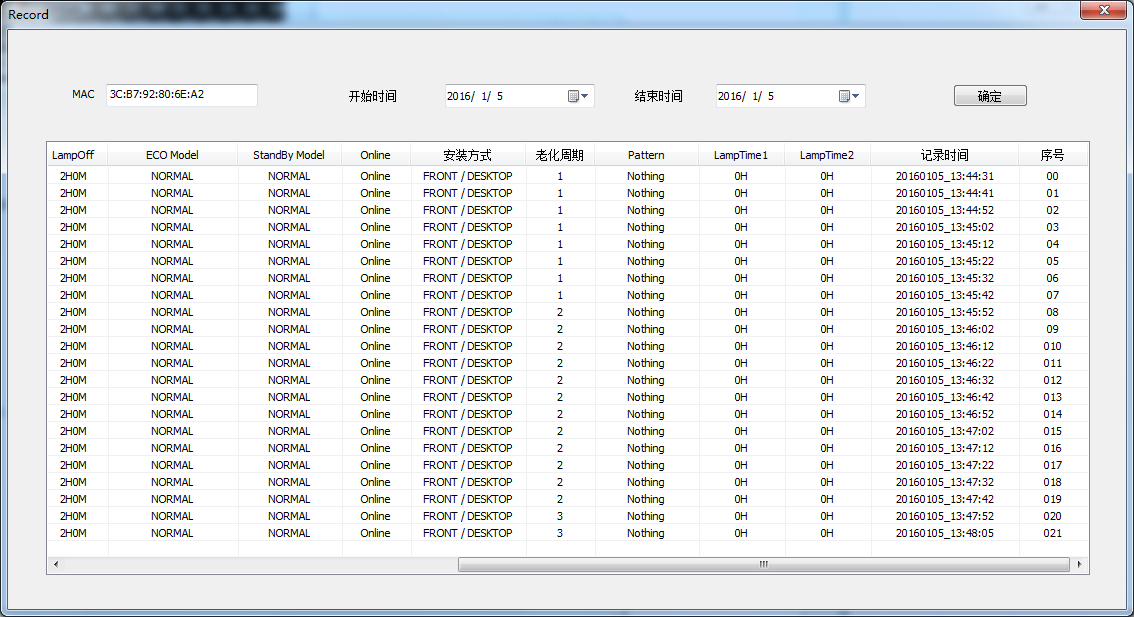 Record
MAC 3C:B7:92:80:6E:A2 开始时间 2016/ 1/ 5 结束时间 2016/ 1/ 5 确定
LampOff ECO Model StandBy Model Online 安装方式 老化周期 Pattern LampTime1 LampTime2 记录时间 序号
2H0M NORMAL NORMAL Online FRONT / DESKTOP 1 Nothing 0H 0H 20160105_13:44:31 00
2H0M NORMAL NORMAL Online FRONT / DESKTOP 1 Nothing 0H 0H 20160105_13:44:41 01
2H0M NORMAL NORMAL Online FRONT / DESKTOP 1 Nothing 0H 0H 20160105_13:44:52 02
2H0M NORMAL NORMAL Online FRONT / DESKTOP 1 Nothing 0H 0H 20160105_13:45:02 03
2H0M NORMAL NORMAL Online FRONT / DESKTOP 1 Nothing 0H 0H 20160105_13:45:12 04
2H0M NORMAL NORMAL Online FRONT / DESKTOP 1 Nothing 0H 0H 20160105_13:45:22 05
2H0M NORMAL NORMAL Online FRONT / DESKTOP 1 Nothing 0H 0H 20160105_13:45:32 06
2H0M NORMAL NORMAL Online FRONT / DESKTOP 1 Nothing 0H 0H 20160105_13:45:42 07
2H0M NORMAL NORMAL Online FRONT / DESKTOP 2 Nothing 0H 0H 20160105_13:45:52 08
2H0M NORMAL NORMAL Online FRONT / DESKTOP 2 Nothing 0H 0H 20160105_13:46:02 09
2H0M NORMAL NORMAL Online FRONT / DESKTOP 2 Nothing 0H 0H 20160105_13:46:12 010
2H0M NORMAL NORMAL Online FRONT / DESKTOP 2 Nothing 0H 0H 20160105_13:46:22 011
2H0M NORMAL NORMAL Online FRONT / DESKTOP 2 Nothing 0H 0H 20160105_13:46:32 012
2H0M NORMAL NORMAL Online FRONT / DESKTOP 2 Nothing 0H 0H 20160105_13:46:42 013
2H0M NORMAL NORMAL Online FRONT / DESKTOP 2 Nothing 0H 0H 20160105_13:46:52 014
2H0M NORMAL NORMAL Online FRONT / DESKTOP 2 Nothing 0H 0H 20160105_13:47:02 015
2H0M NORMAL NORMAL Online FRONT / DESKTOP 2 Nothing 0H 0H 20160105_13:47:12 016
2H0M NORMAL NORMAL Online FRONT / DESKTOP 2 Nothing 0H 0H 20160105_13:47:22 017
2H0M NORMAL NORMAL Online FRONT / DESKTOP 2 Nothing 0H 0H 20160105_13:47:32 018
2H0M NORMAL NORMAL Online FRONT / DESKTOP 2 Nothing 0H 0H 20160105_13:47:42 019
2H0M NORMAL NORMAL Online FRONT / DESKTOP 3 Nothing 0H 0H 20160105_13:47:52 020
2H0M NORMAL NORMAL Online FRONT / DESKTOP 3 Nothing 0H 0H 20160105_13:48:05 021